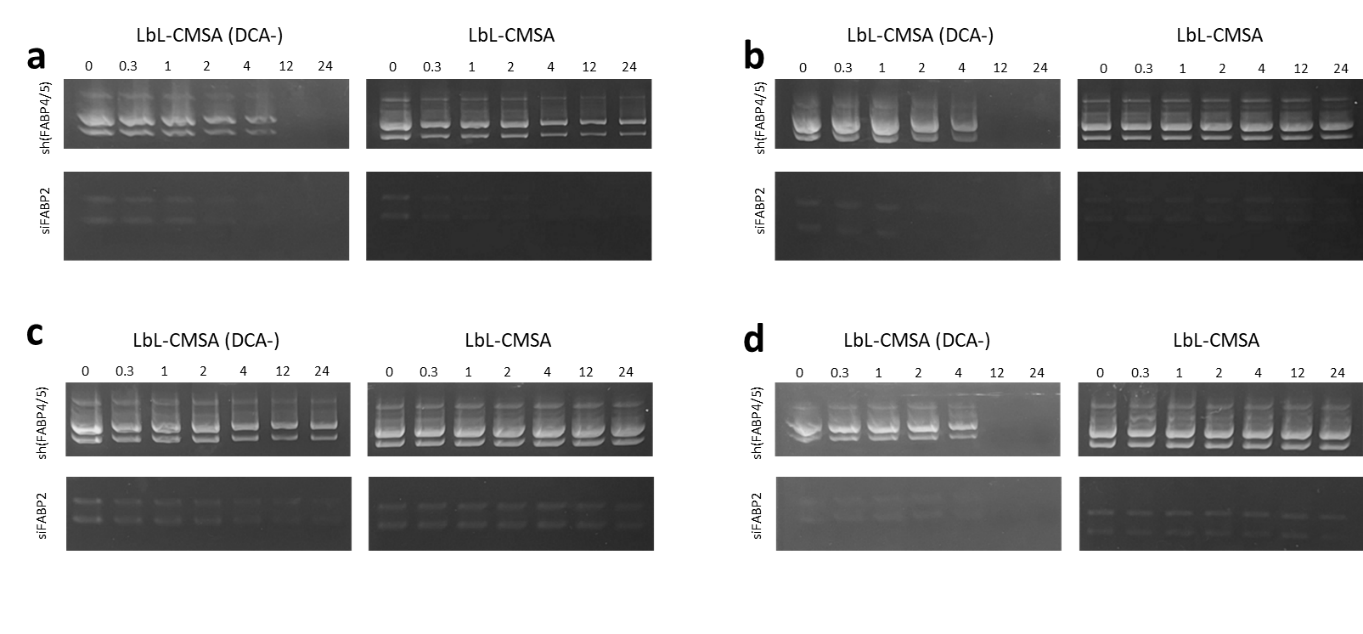 a
LbL-CMSA (DCA-) LbL-CMSA
0 0.3 1 2 4 12 24 0 0.3 1 2 4 12 24
sh(FABP4/5)
siFABP2
b
LbL-CMSA (DCA-) LbL-CMSA
0 0.3 1 2 4 12 24 0 0.3 1 2 4 12 24
sh(FABP4/5)
siFABP2
c
LbL-CMSA (DCA-) LbL-CMSA
0 0.3 1 2 4 12 24 0 0.3 1 2 4 12 24
sh(FABP4/5)
siFABP2
d
LbL-CMSA (DCA-) LbL-CMSA
0 0.3 1 2 4 12 24 0 0.3 1 2 4 12 24
sh(FABP4/5)
siFABP2